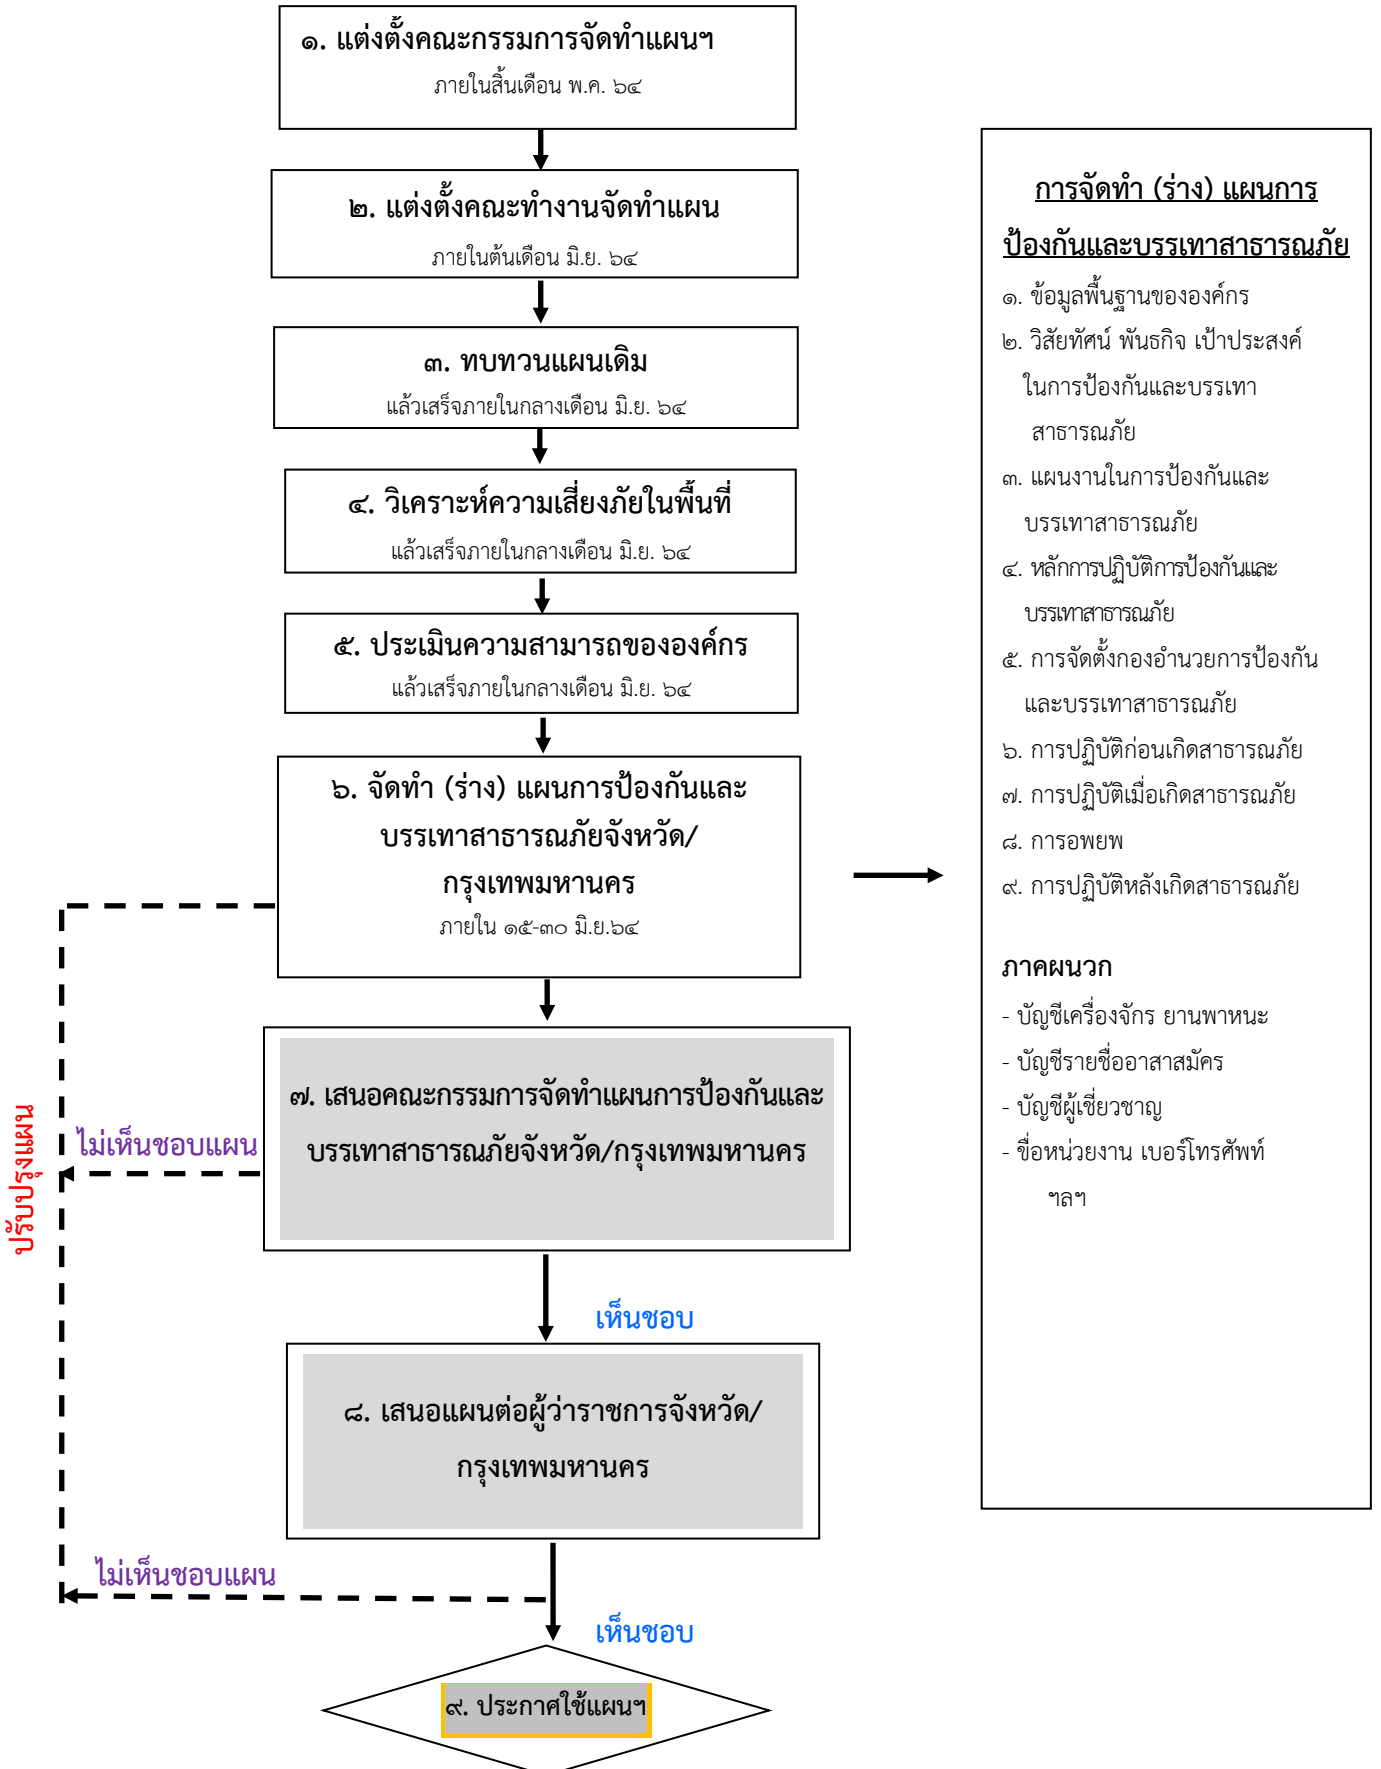 ๑. แต่งตั้งคณะกรรมการจัดทำแผนฯ
ภายในสิ้นเดือน พ.ค. ๖๔
๒. แต่งตั้งคณะทำงานจัดทำแผน
ภายในต้นเดือน มิ.ย. ๖๔
๓. ทบทวนแผนเดิม
แล้วเสร็จภายในกลางเดือน มิ.ย. ๖๔
๔. วิเคราะห์ความเสี่ยงภัยในพื้นที่
แล้วเสร็จภายในกลางเดือน มิ.ย. ๖๔
๕. ประเมินความสามารถขององค์กร
แล้วเสร็จภายในกลางเดือน มิ.ย. ๖๔
๖. จัดทำ (ร่าง) แผนการป้องกันและ
บรรเทาสาธารณภัยจังหวัด/
กรุงเทพมหานคร
ภายใน ๑๕-๓๐ มิ.ย.๖๔
๗. เสนอคณะกรรมการจัดทำแผนการป้องกันและ
บรรเทาสาธารณภัยจังหวัด/กรุงเทพมหานคร
ไม่เห็นชอบแผน
ปรับปรุงแผน
เห็นชอบ
๘. เสนอแผนต่อผู้ว่าราชการจังหวัด/
กรุงเทพมหานคร
ไม่เห็นชอบแผน
เห็นชอบ
๙. ประกาศใช้แผนฯ
การจัดทำ (ร่าง) แผนการ
ป้องกันและบรรเทาสาธารณภัย
๑. ข้อมูลพื้นฐานขององค์กร
๒. วิสัยทัศน์ พันธกิจ เป้าประสงค์
ในการป้องกันและบรรเทา
สาธารณภัย
๓. แผนงานในการป้องกันและ
บรรเทาสาธารณภัย
๔. หลักการปฏิบัติการป้องกันและ
บรรเทาสาธารณภัย
๕. การจัดตั้งกองอำนวยการป้องกัน
และบรรเทาสาธารณภัย
๖. การปฏิบัติก่อนเกิดสาธารณภัย
๗. การปฏิบัติเมื่อเกิดสาธารณภัย
๘. การอพยพ
๙. การปฏิบัติหลังเกิดสาธารณภัย
ภาคผนวก
- บัญชีเครื่องจักร ยานพาหนะ
- บัญชีรายชื่ออาสาสมัคร
- บัญชีผู้เชี่ยวชาญ
- ชื่อหน่วยงาน เบอร์โทรศัพท์
ฯลฯ